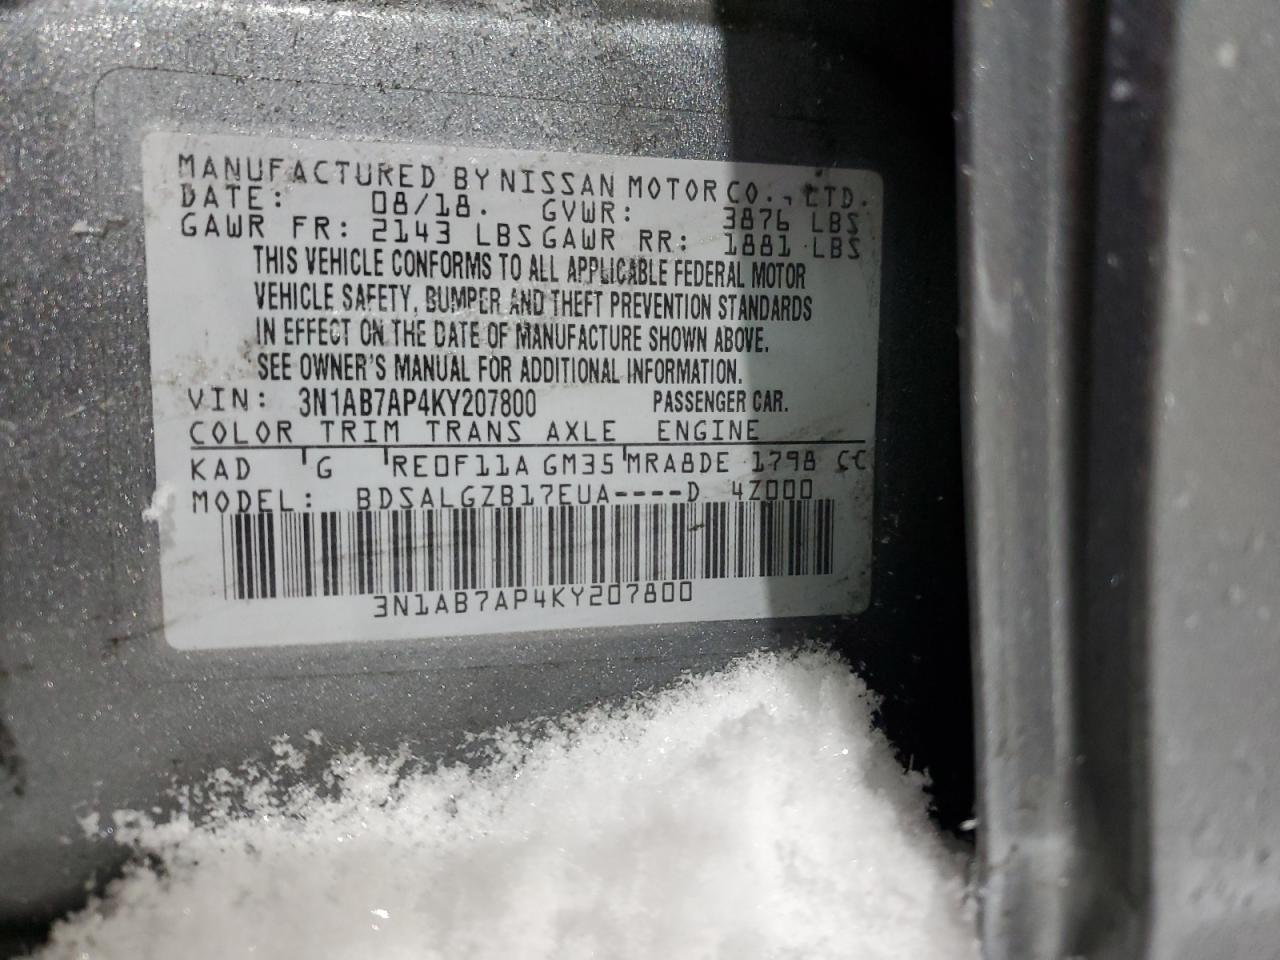 MANUFACTURED BY NISSAN MOTOR CO., LTD.
DATE: 08/18. GVWR: 3876 LBS
GAWR FR: 2143 LBS GAWR RR: 1881 LBS
THIS VEHICLE CONFORMS TO ALL APPLICABLE FEDERAL MOTOR
VEHICLE SAFETY, BUMPER AND THEFT PREVENTION STANDARDS
IN EFFECT ON THE DATE OF MANUFACTURE SHOWN ABOVE.
SEE OWNER'S MANUAL FOR ADDITIONAL INFORMATION.
VIN: 3N1AB7AP4KY207800 PASSENGER CAR.
COLOR TRIM TRANS AXLE ENGINE
KAD G RE0F11A GM35 MRA8DE 1798 CC
MODEL: BDSALGZB17EUA----D 4Z000
3N1AB7AP4KY207800